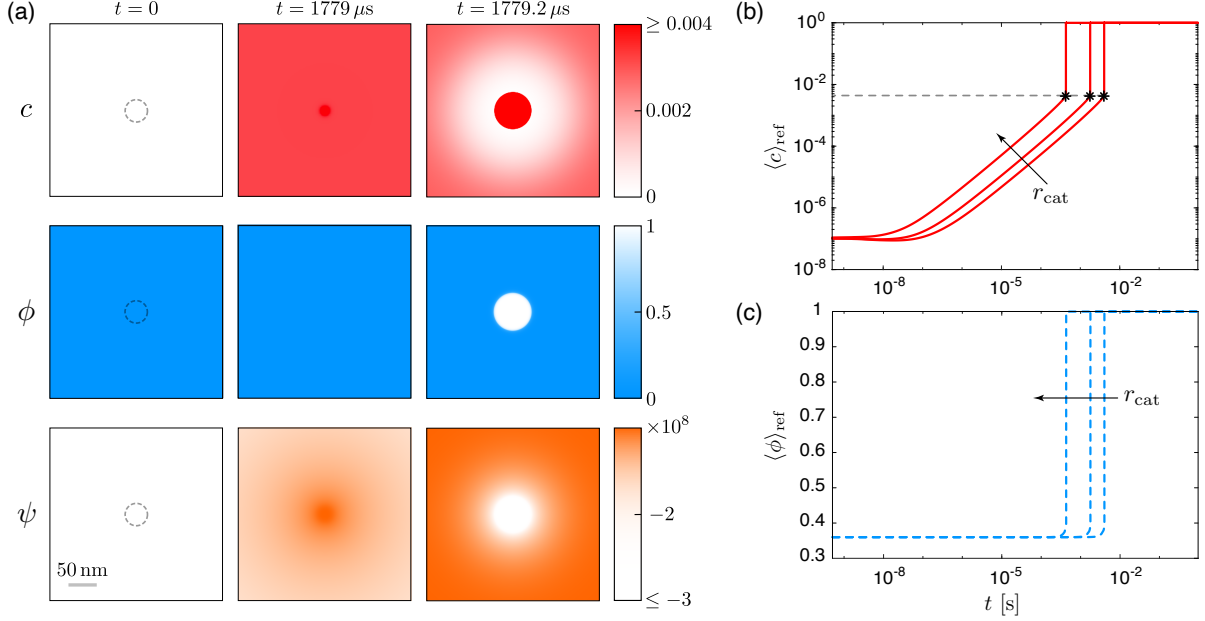 (a)
t = 0
t = 1779 μs
t = 1779.2 μs
c
≥ 0.004
0.002
0
ϕ
1
0.5
0
ψ
×10⁸
−2
≤ −3
50 nm
(b)
10⁰
10⁻²
10⁻⁴
10⁻⁶
10⁻⁸
⟨c⟩ref
r_cat
10⁻⁸
10⁻⁵
10⁻²
(c)
1
0.9
0.8
0.7
0.6
0.5
0.4
0.3
⟨ϕ⟩ref
r_cat
10⁻⁸
10⁻⁵
10⁻²
t [s]